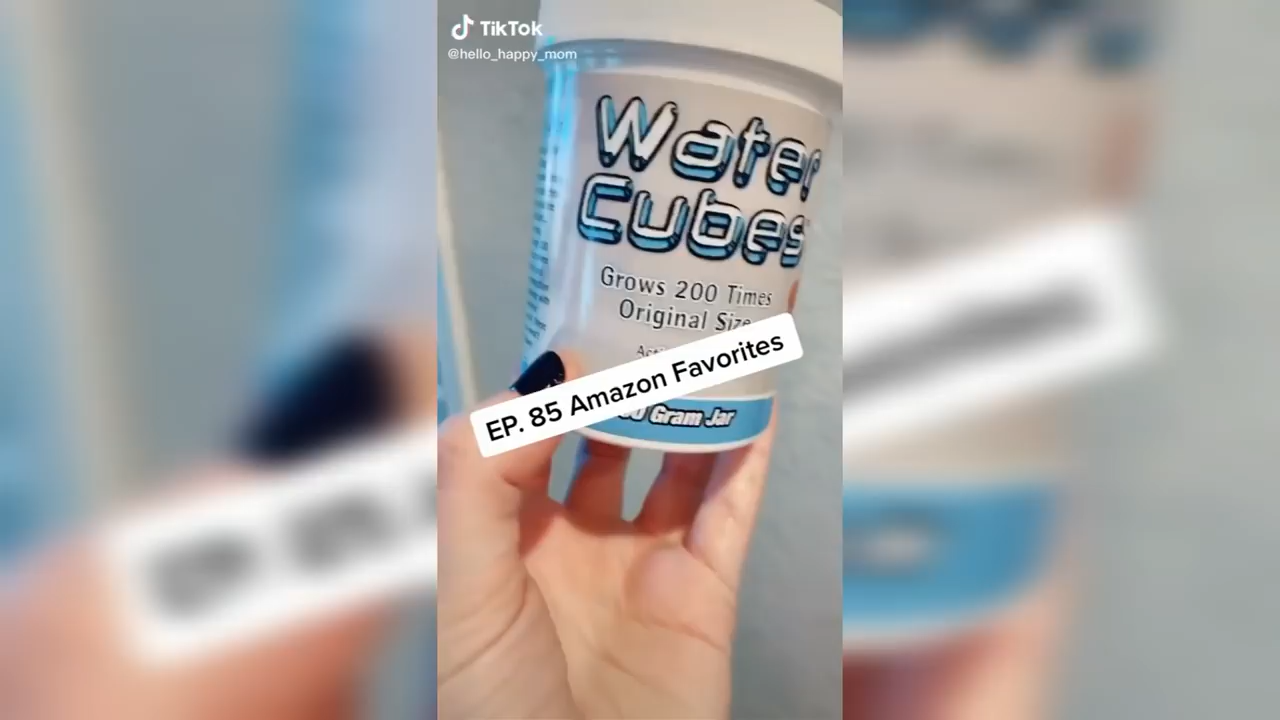 TikTok
@hello_happy_mom
Water
Cubes
Grows 200 Times
Original Size
EP. 85 Amazon Favorites
Gram Jar